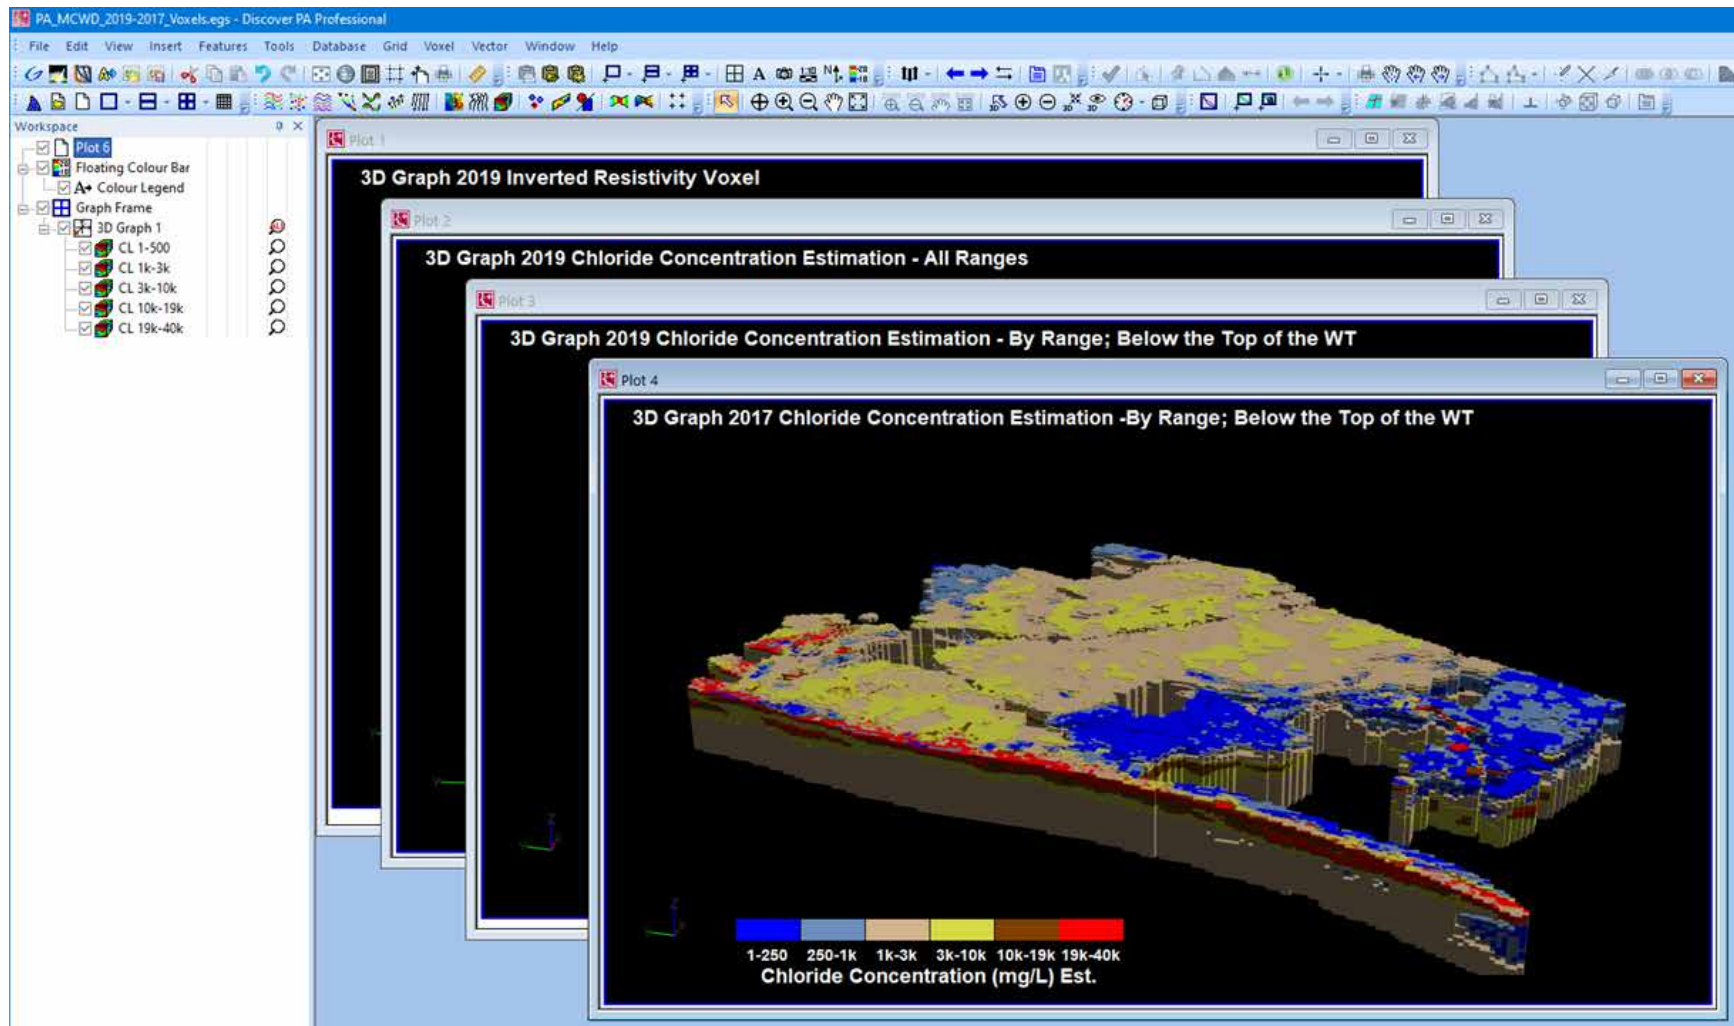 PA_MCWD_2019-2017_Voxels.egs - Discover PA Professional
File Edit View Insert Features Tools Database Grid Voxel Vector Window Help
Workspace
Plot 6
Floating Colour Bar
A Colour Legend
Graph Frame
3D Graph 1
CL 1-500
CL 1k-3k
CL 3k-10k
CL 10k-19k
CL 19k-40k
Plot 1
3D Graph 2019 Inverted Resistivity Voxel
Plot 2
3D Graph 2019 Chloride Concentration Estimation - All Ranges
Plot 3
3D Graph 2019 Chloride Concentration Estimation - By Range; Below the Top of the WT
Plot 4
3D Graph 2017 Chloride Concentration Estimation -By Range; Below the Top of the WT
1-250 250-1k 1k-3k 3k-10k 10k-19k 19k-40k
Chloride Concentration (mg/L) Est.